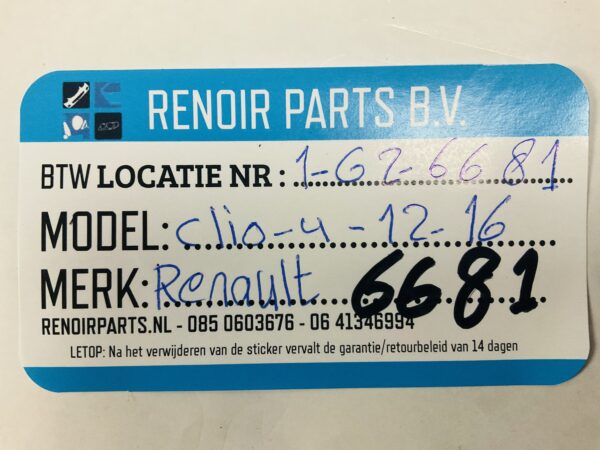 RENOIR PARTS B.V.
BTW LOCATIE NR: 1-G2-6681
MODEL: Clio-4-12-16
MERK: Renault 6681
RENOIRPARTS.NL - 085 0603676 - 06 41346994
LETOP: Na het verwijderen van de sticker vervalt de garantie/retourbeleid van 14 dagen